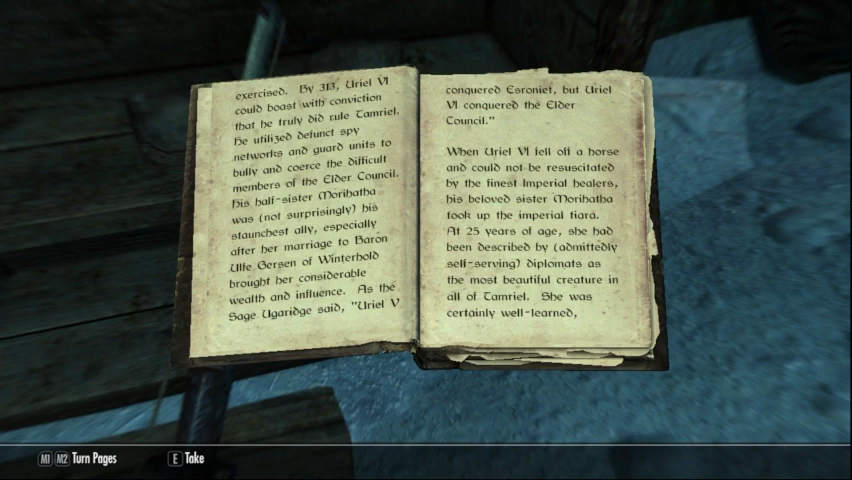 exercised. By 313, Uriel VI
could boast with conviction
that he truly did rule Tamriel.
He utilized defunct spy
networks and guard units to
bully and coerce the difficult
members of the Elder Council.
His half-sister Morihatha
was (not surprisingly) his
staunchest ally, especially
after her marriage to Baron
Ulfe Gersen of Winterhold
brought her considerable
wealth and influence. As the
Sage Ugaridge said, "Uriel V
conquered Esroniet, but Uriel
VI conquered the Elder
Council."
When Uriel VI fell off a horse
and could not be resuscitated
by the finest Imperial healers,
his beloved sister Morihatha
took up the imperial tiara.
At 25 years of age, she had
been described by (admittedly
self-serving) diplomats as
the most beautiful creature in
all of Tamriel. She was
certainly well-learned,
M1 M2 Turn Pages
E Take